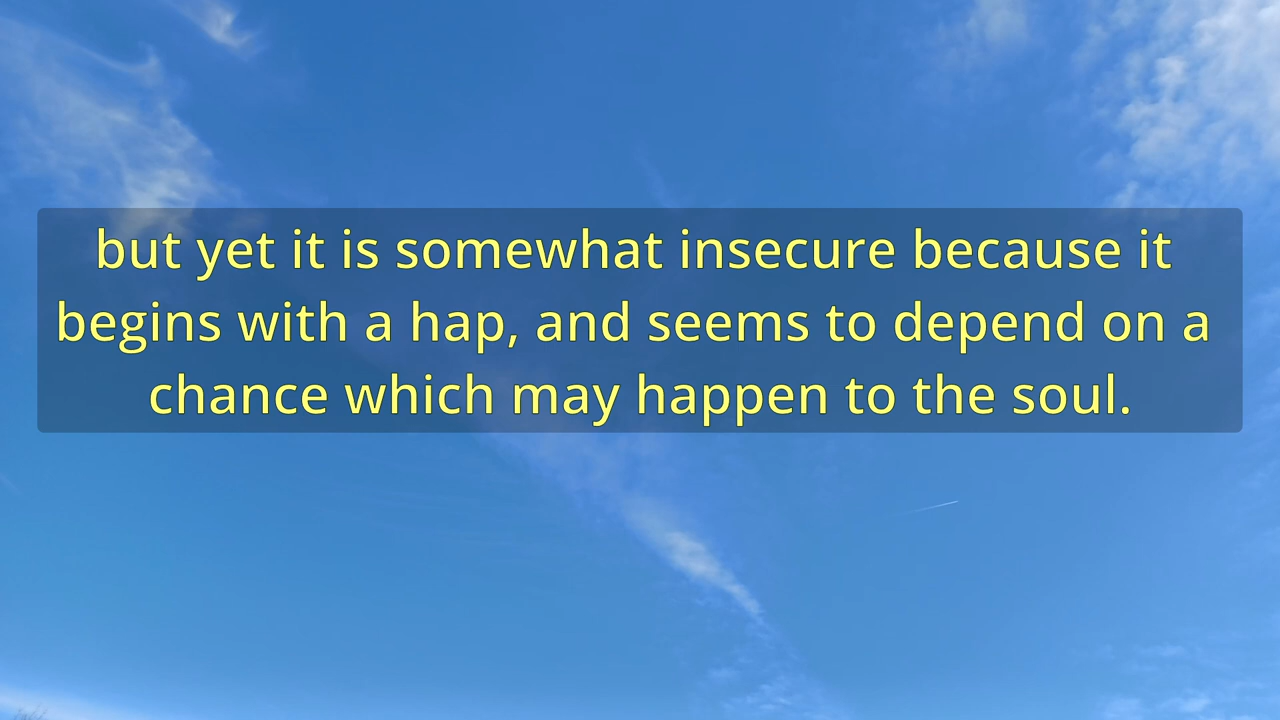 but yet it is somewhat insecure because it
begins with a hap, and seems to depend on a
chance which may happen to the soul.